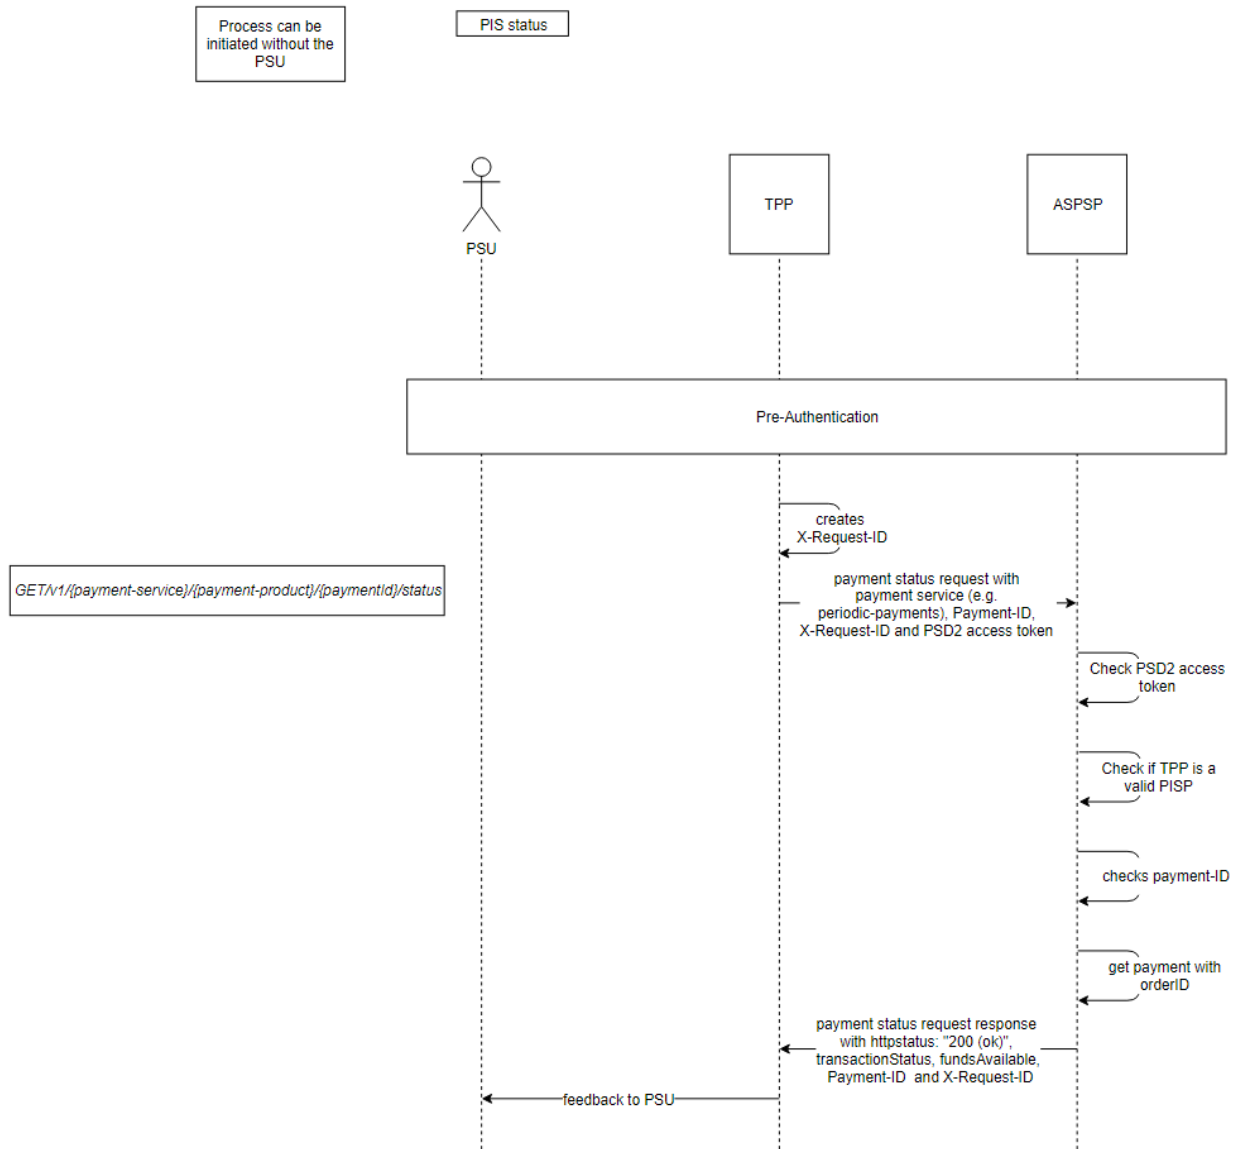 Process can be
initiated without the
PSU
PIS status
PSU
TPP
ASPSP
Pre-Authentication
creates
X-Request-ID
GET/v1/{payment-service}/{payment-product}/{paymentId}/status
payment status request with
payment service (e.g.
periodic-payments), Payment-ID,
X-Request-ID and PSD2 access token
Check PSD2 access
token
Check if TPP is a
valid PISP
checks payment-ID
get payment with
orderID
payment status request response
with httpstatus: "200 (ok)",
transactionStatus, fundsAvailable,
Payment-ID and X-Request-ID
feedback to PSU